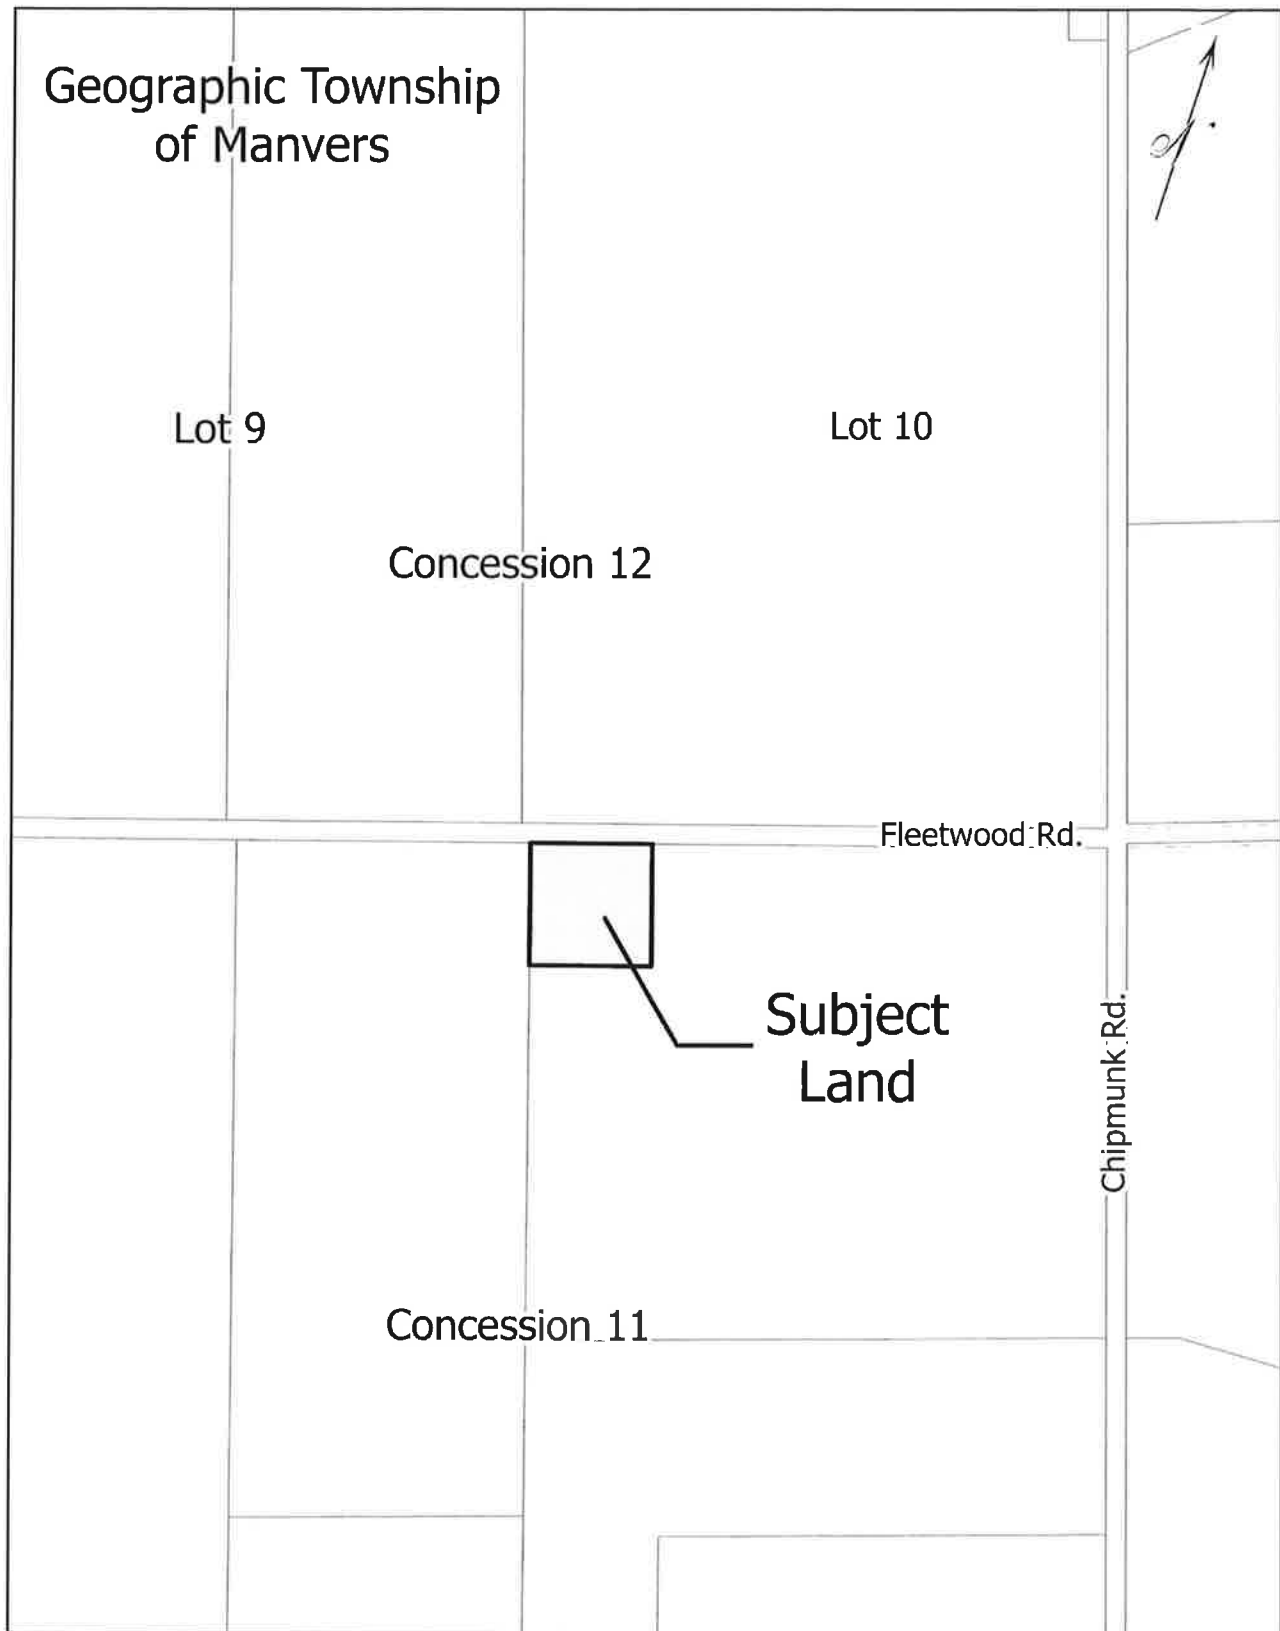 Geographic Township
of Manvers
Lot 9
Lot 10
Concession 12
Fleetwood Rd.
Subject
Land
Chipmunk Rd.
Concession 11